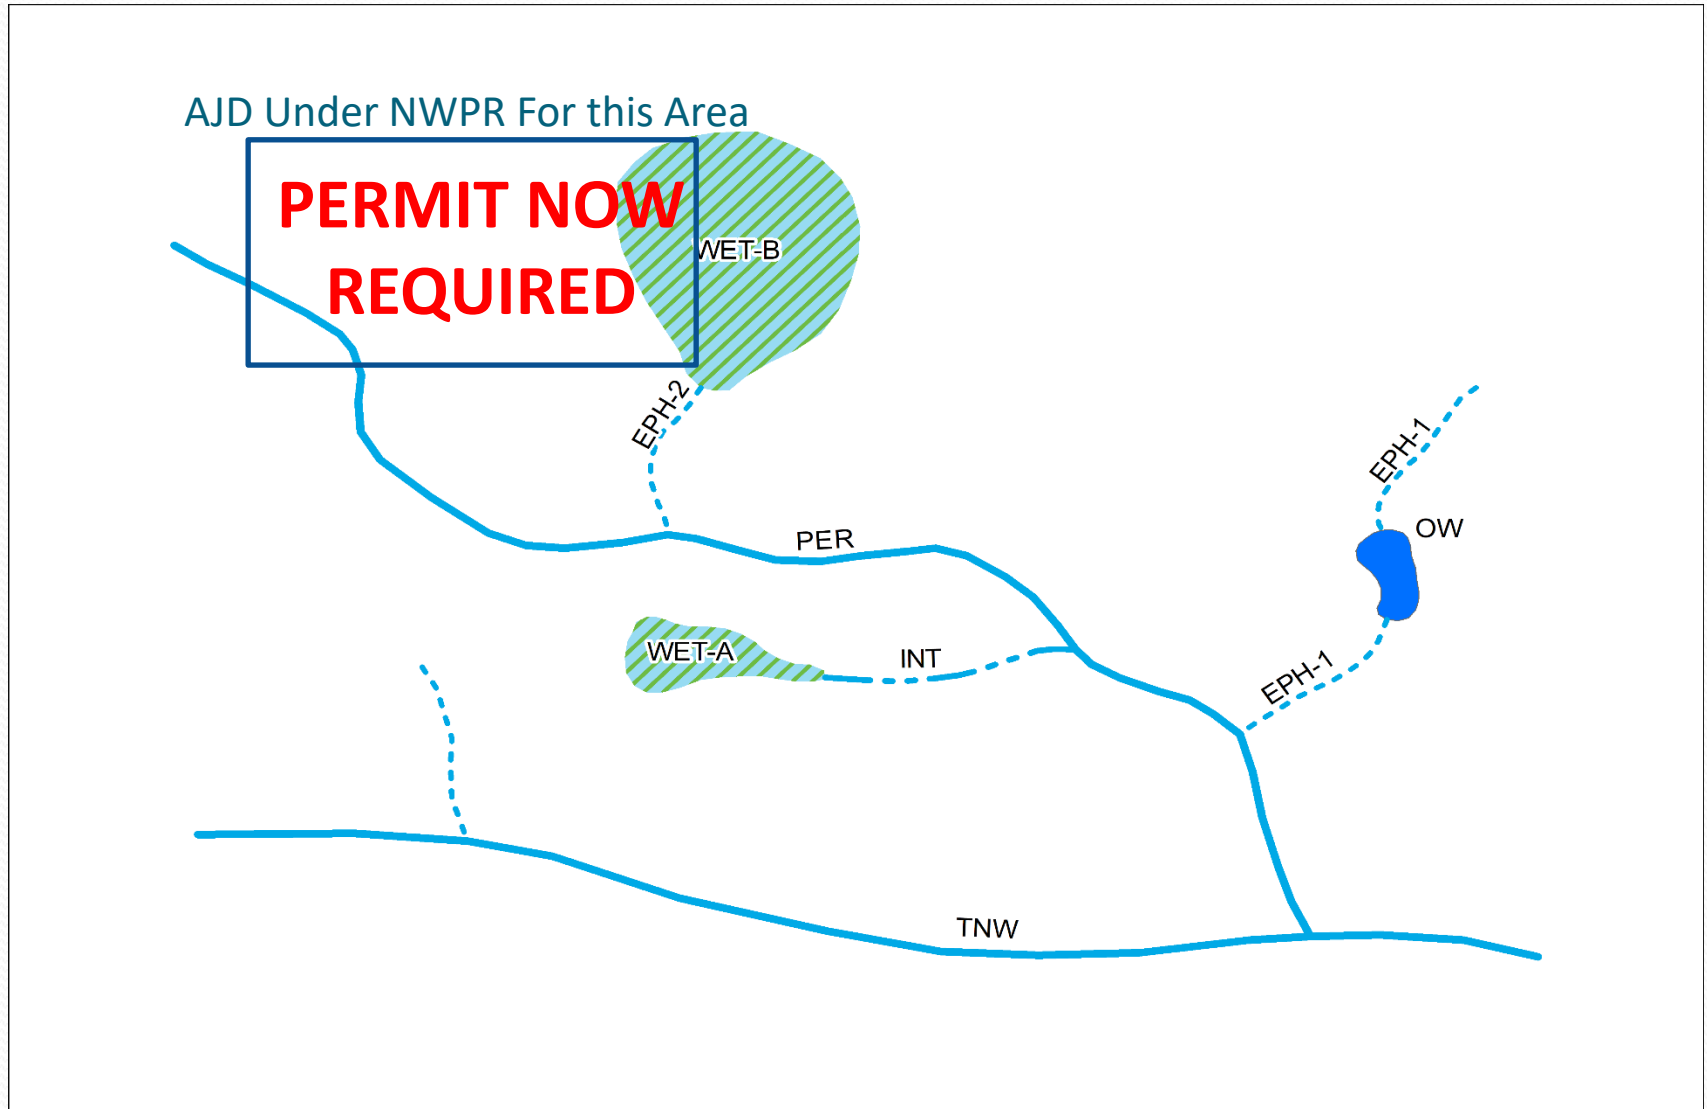 AJD Under NWPR For this Area
PERMIT NOW
REQUIRED
WET-B
EPH-2
EPH-1
OW
PER
WET-A
INT
EPH-1
TNW